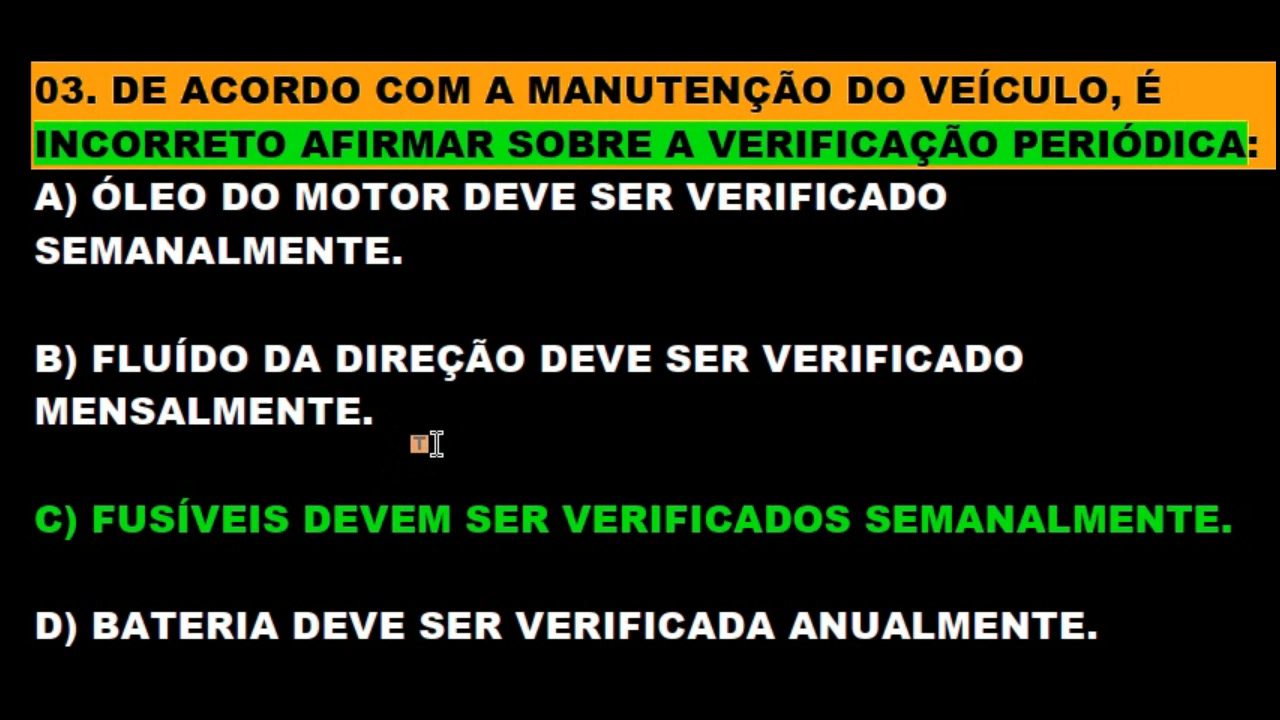 03. DE ACORDO COM A MANUTENÇÃO DO VEÍCULO, É
INCORRETO AFIRMAR SOBRE A VERIFICAÇÃO PERIÓDICA:
A) ÓLEO DO MOTOR DEVE SER VERIFICADO
SEMANALMENTE.
B) FLUÍDO DA DIREÇÃO DEVE SER VERIFICADO
MENSALMENTE.
T
C) FUSÍVEIS DEVEM SER VERIFICADOS SEMANALMENTE.
D) BATERIA DEVE SER VERIFICADA ANUALMENTE.